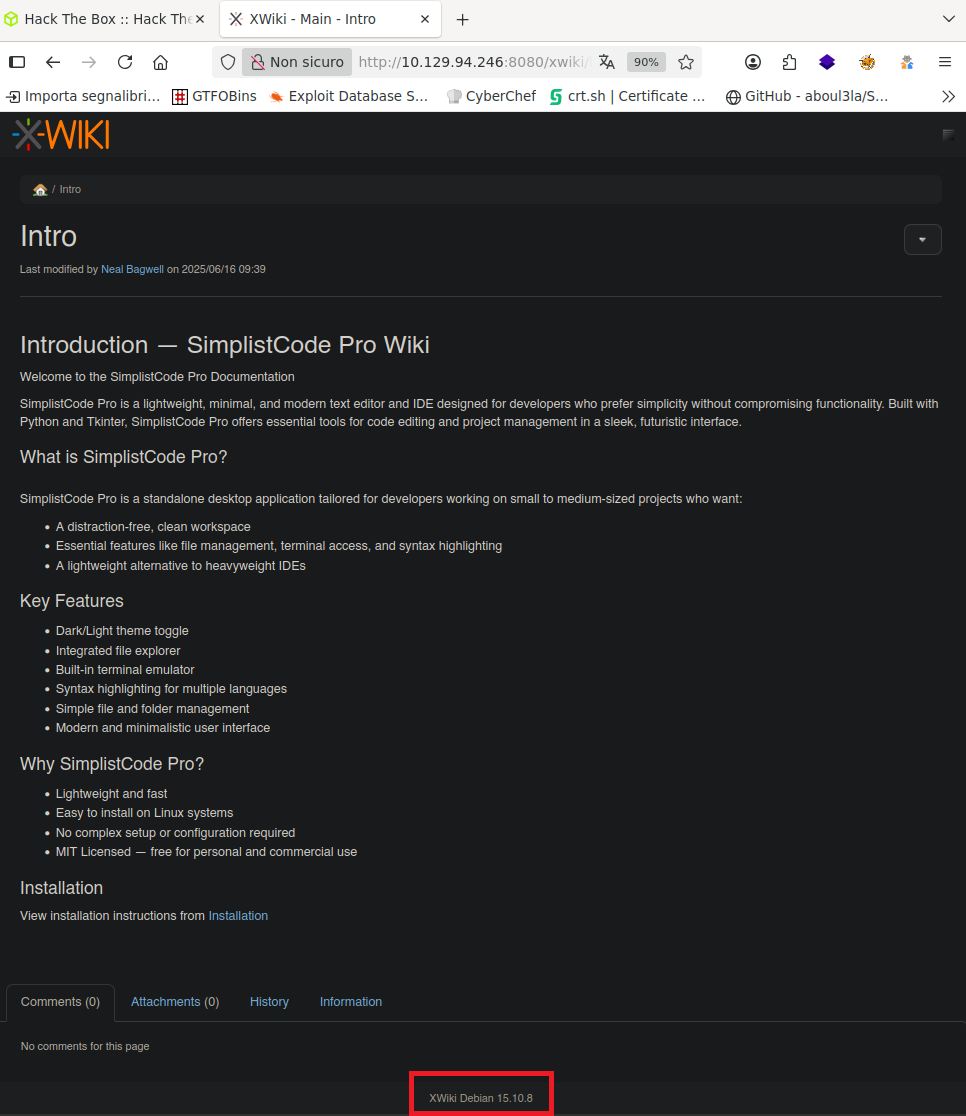 Hack The Box :: Hack The
XWiki - Main - Intro
Non sicuro
http://10.129.94.246:8080/xwiki/
90%
Importa segnalibri...
GTFOBins
Exploit Database S...
CyberChef
crt.sh | Certificate ...
GitHub - aboul3la/S...
X-WIKI
/ Intro
Intro
Last modified by Neal Bagwell on 2025/06/16 09:39
Introduction — SimplistCode Pro Wiki
Welcome to the SimplistCode Pro Documentation
SimplistCode Pro is a lightweight, minimal, and modern text editor and IDE designed for developers who prefer simplicity without compromising functionality. Built with
Python and Tkinter, SimplistCode Pro offers essential tools for code editing and project management in a sleek, futuristic interface.
What is SimplistCode Pro?
SimplistCode Pro is a standalone desktop application tailored for developers working on small to medium-sized projects who want:
• A distraction-free, clean workspace
• Essential features like file management, terminal access, and syntax highlighting
• A lightweight alternative to heavyweight IDEs
Key Features
• Dark/Light theme toggle
• Integrated file explorer
• Built-in terminal emulator
• Syntax highlighting for multiple languages
• Simple file and folder management
• Modern and minimalistic user interface
Why SimplistCode Pro?
• Lightweight and fast
• Easy to install on Linux systems
• No complex setup or configuration required
• MIT Licensed — free for personal and commercial use
Installation
View installation instructions from Installation
Comments (0)
Attachments (0)
History
Information
No comments for this page
XWiki Debian 15.10.8